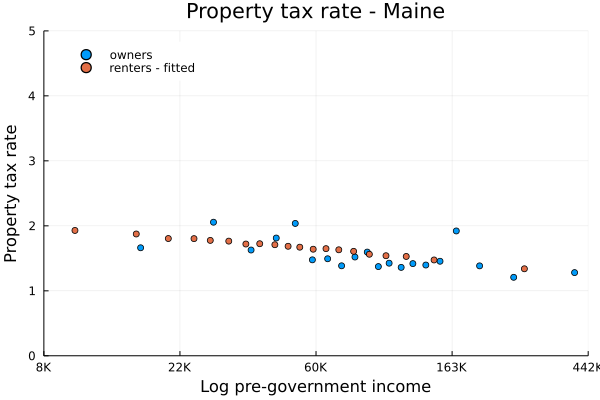 Property tax rate - Maine
owners
renters - fitted
Property tax rate
5
4
3
2
1
0
8K 22K 60K 163K 442K
Log pre-government income